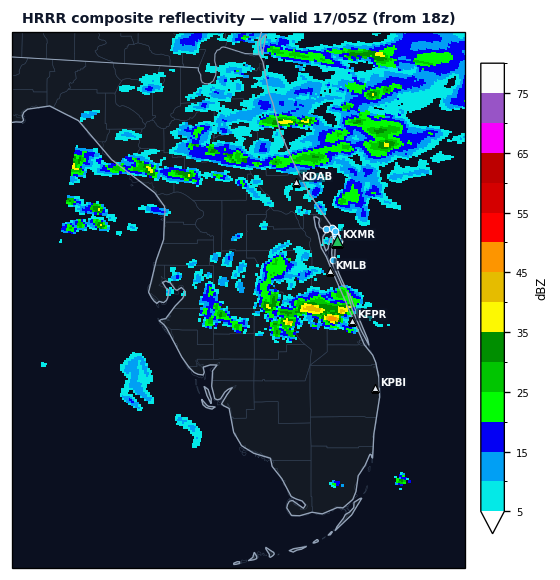 HRRR composite reflectivity — valid 17/05Z (from 18z)
75
65
55
45
35
25
15
5
dBZ
KDAB
KXMR
KMLB
KFPR
KPBI